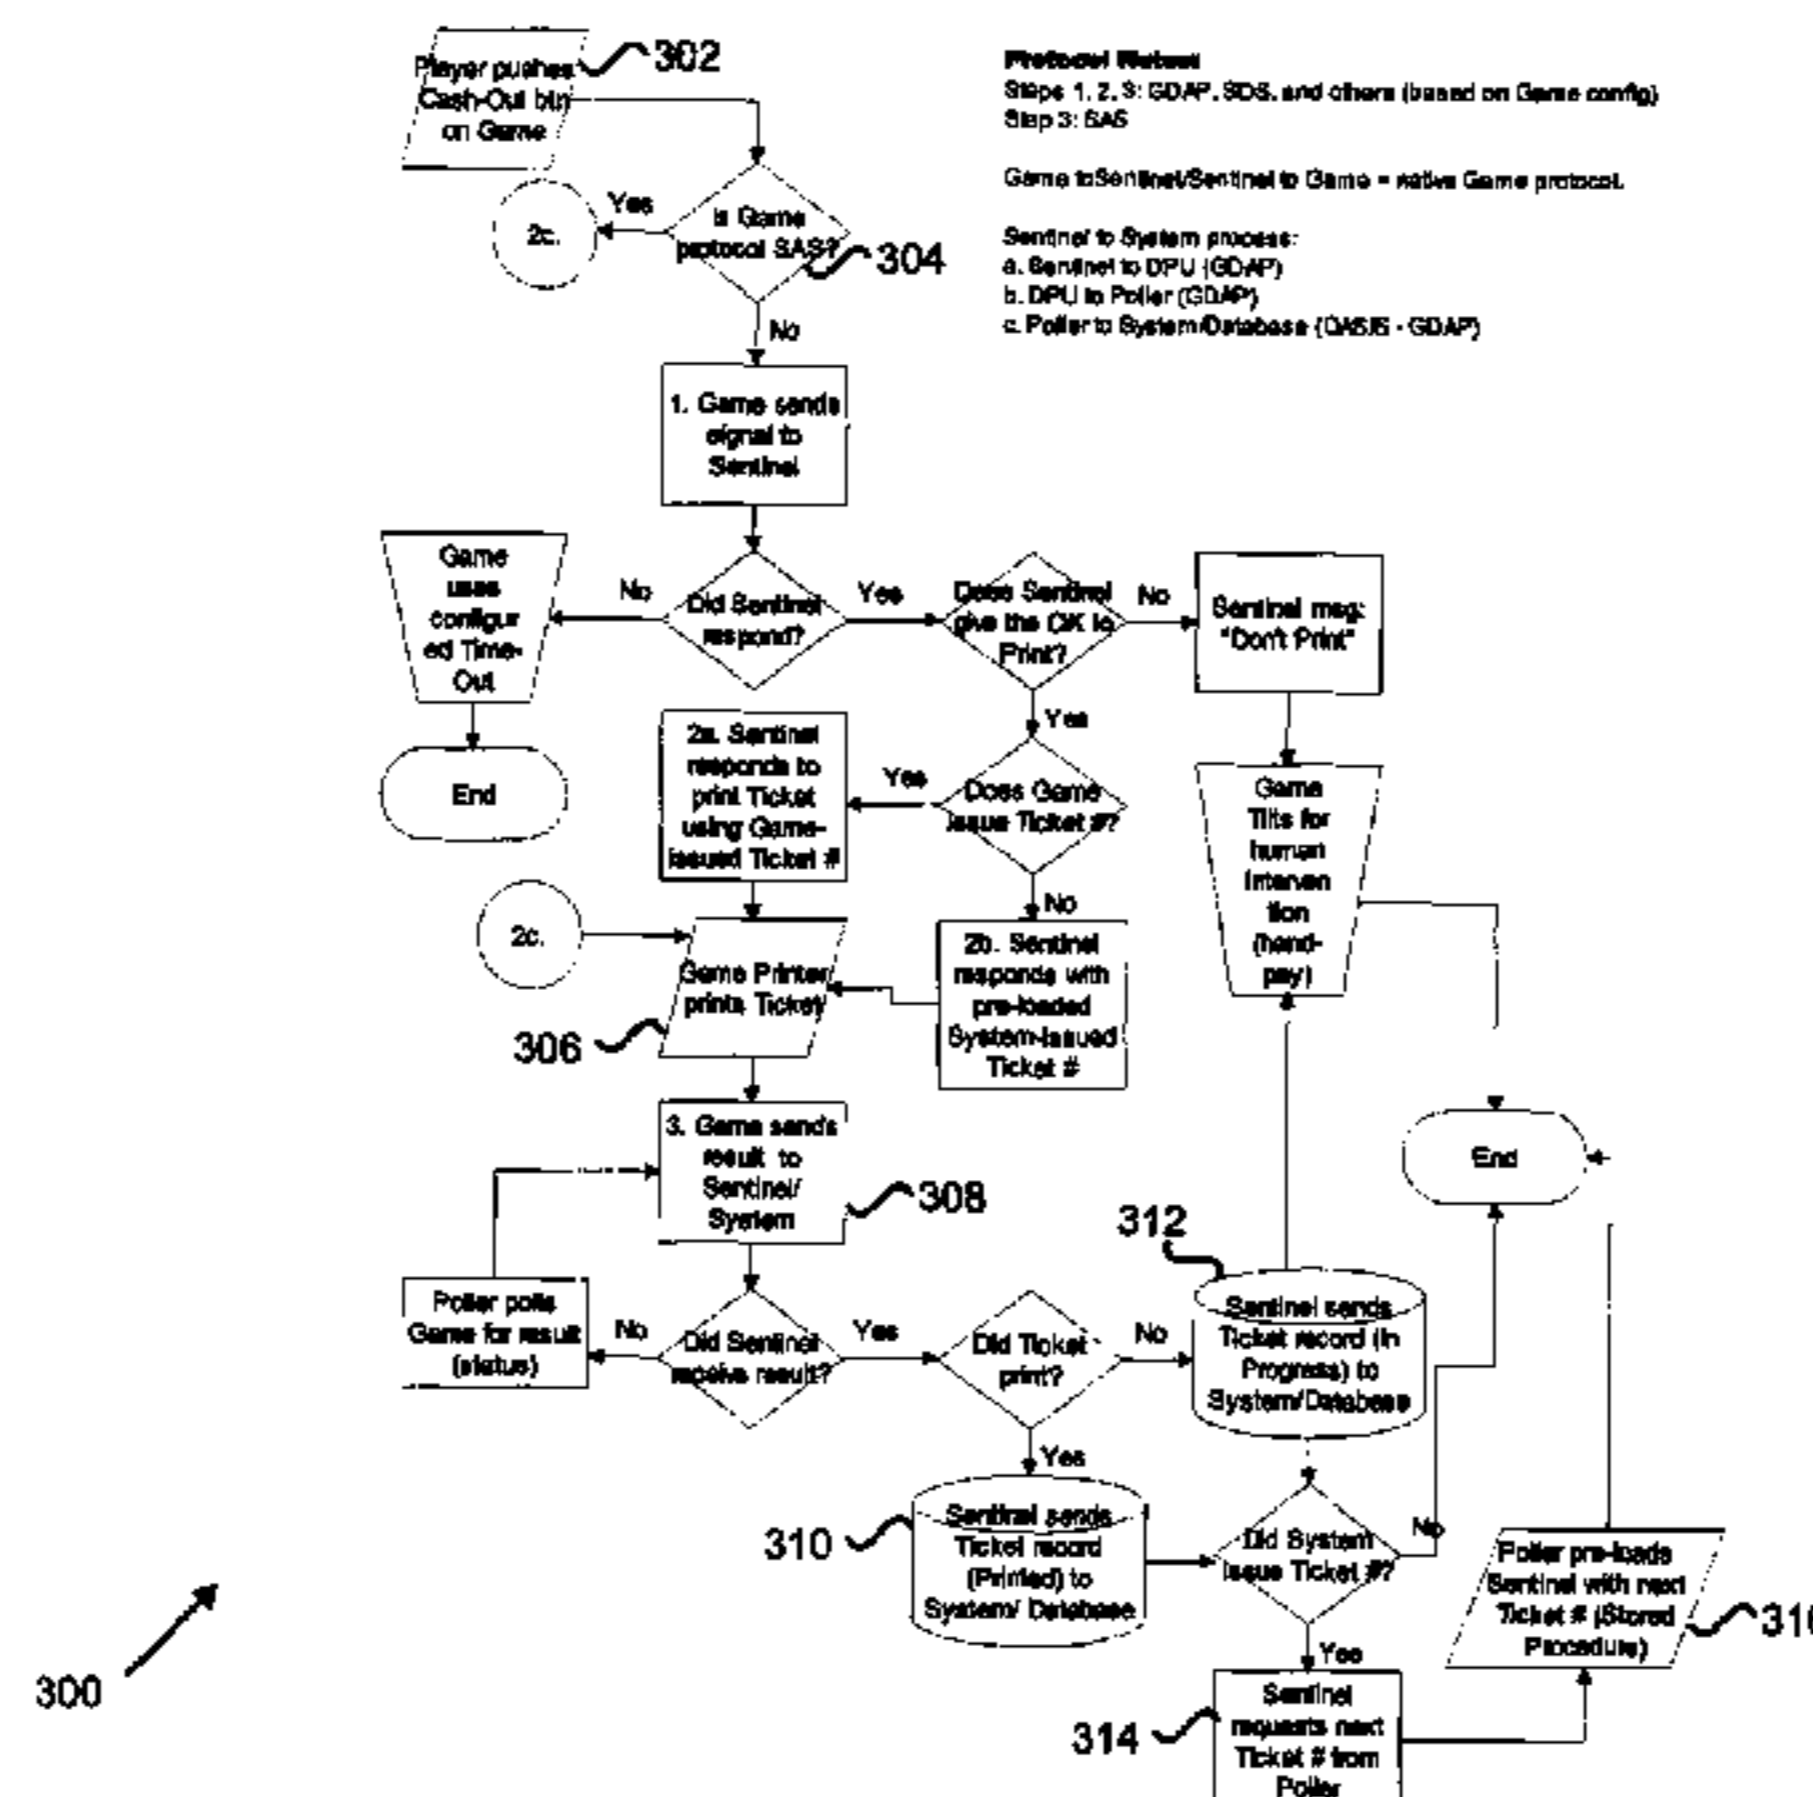 302
Player pushes
Cash-Out btn
on Game
Protocol Notes:
Steps 1, 2, 3: GDAP, SDS, and others (based on Game config)
Step 3: SAS
Game toSentinel/Sentinel to Game = native Game protocol.
Sentinel to System process:
a. Sentinel to DPU (GDAP)
b. DPU to Poller (GDAP)
c. Poller to System/Database (OASIS - GDAP)
Yes
2c.
Is Game
protocol SAS?
304
No
1. Game sends
signal to
Sentinel
Game
uses
configur
ed Time-
Out
No
Did Sentinel
respond?
Yes
Does Sentinel
give the OK to
Print?
No
Sentinel msg:
"Don't Print"
Yes
End
2a. Sentinel
responds to
print Ticket
using Game-
issued Ticket #
Yes
Does Game
issue Ticket #?
Game
Tilts for
human
interven
tion
(hand-
pay)
No
2c.
Game Printer
prints Ticket
306
2b. Sentinel
responds with
pre-loaded
System-issued
Ticket #
3. Game sends
result to
Sentinel/
System
308
End
312
Poller polls
Game for result
(status)
No
Did Sentinel
receive result?
Yes
Did Ticket
print?
No
Sentinel sends
Ticket record (In
Progress) to
System/Database
Yes
310
Sentinel sends
Ticket record
(Printed) to
System/ Database
Did System
issue Ticket #?
No
Poller pre-loads
Sentinel with next
Ticket # (Stored
Procedure)
Yes
300
314
Sentinel
requests next
Ticket # from
Poller